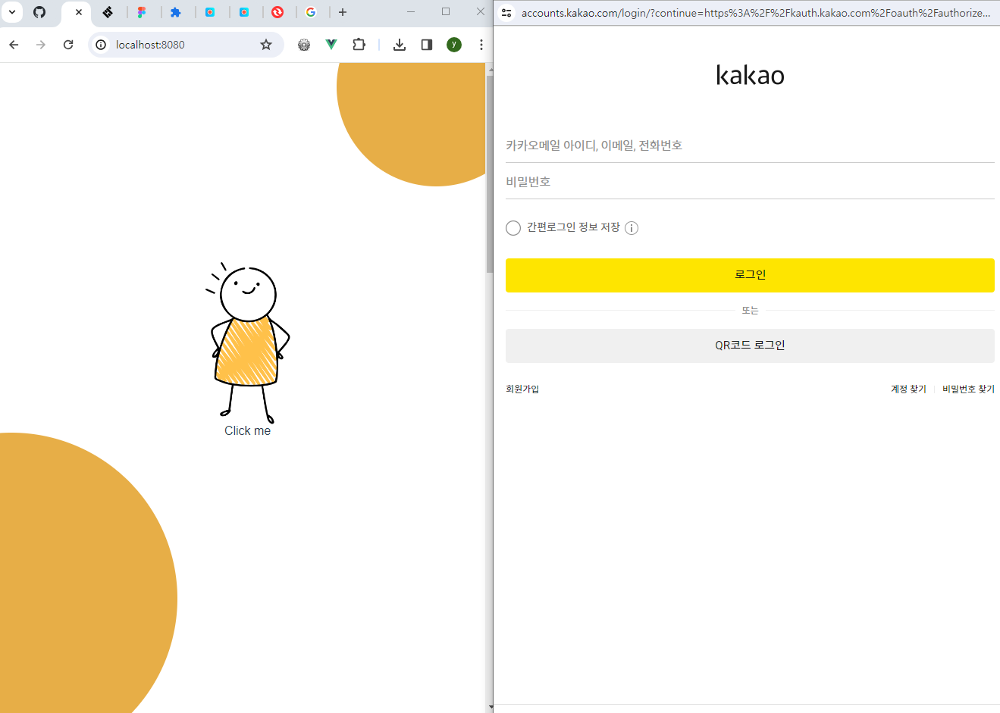 localhost:8080
y
Click me
accounts.kakao.com/login/?continue=https%3A%2F%2Fkauth.kakao.com%2Foauth%2Fauthorize...
kakao
카카오메일 아이디, 이메일, 전화번호
비밀번호
간편로그인 정보 저장
로그인
또는
QR코드 로그인
회원가입
계정 찾기
비밀번호 찾기